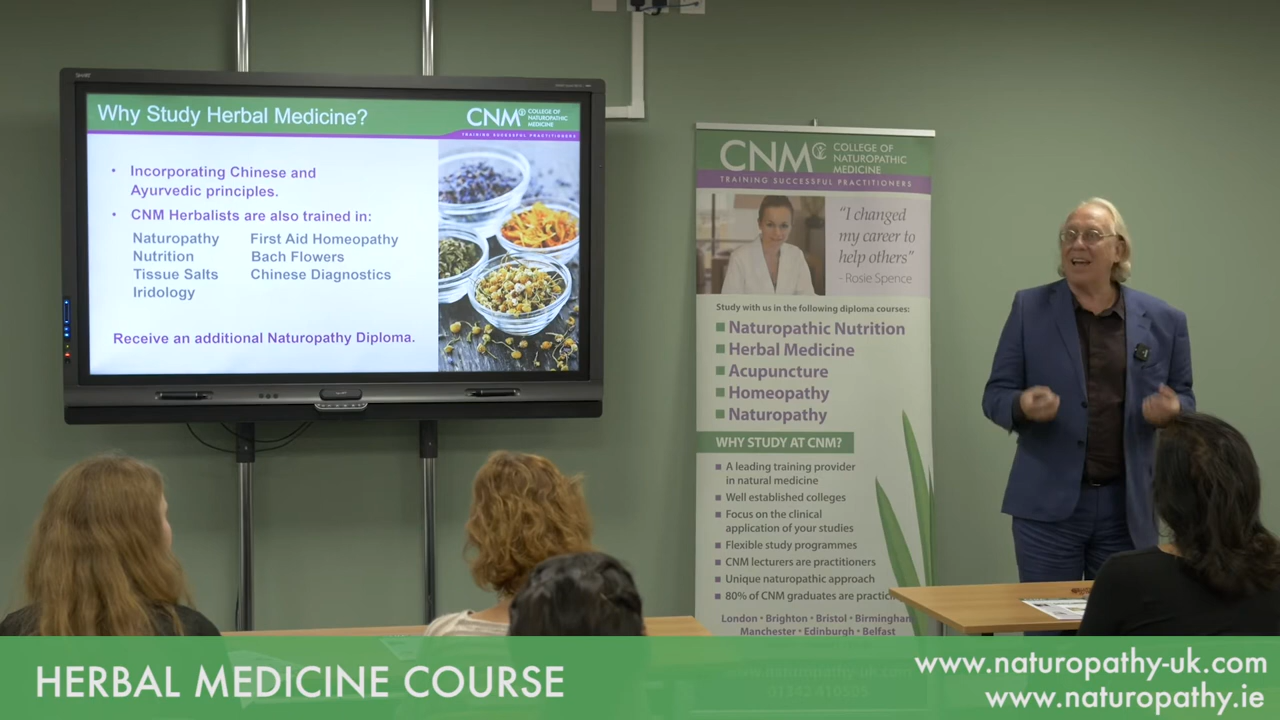 SMART
Why Study Herbal Medicine?
CNM COLLEGE OF
NATUROPATHIC
MEDICINE
TRAINING SUCCESSFUL PRACTITIONERS
• Incorporating Chinese and
Ayurvedic principles.
• CNM Herbalists are also trained in:
Naturopathy First Aid Homeopathy
Nutrition Bach Flowers
Tissue Salts Chinese Diagnostics
Iridology
Receive an additional Naturopathy Diploma.
CNM COLLEGE OF
NATUROPATHIC
MEDICINE
TRAINING SUCCESSFUL PRACTITIONERS
“I changed
my career to
help others”
- Rosie Spence
Study with us in the following diploma courses:
Naturopathic Nutrition
Herbal Medicine
Acupuncture
Homeopathy
Naturopathy
WHY STUDY AT CNM?
A leading training provider
in natural medicine
Well established colleges
Focus on the clinical
application of your studies
Flexible study programmes
CNM lecturers are practitioners
Unique naturopathic approach
80% of CNM graduates are practici
London • Brighton • Bristol • Birmingham
Manchester • Edinburgh • Belfast
www.naturopathy-uk.com
HERBAL MEDICINE COURSE
www.naturopathy-uk.com
www.naturopathy.ie